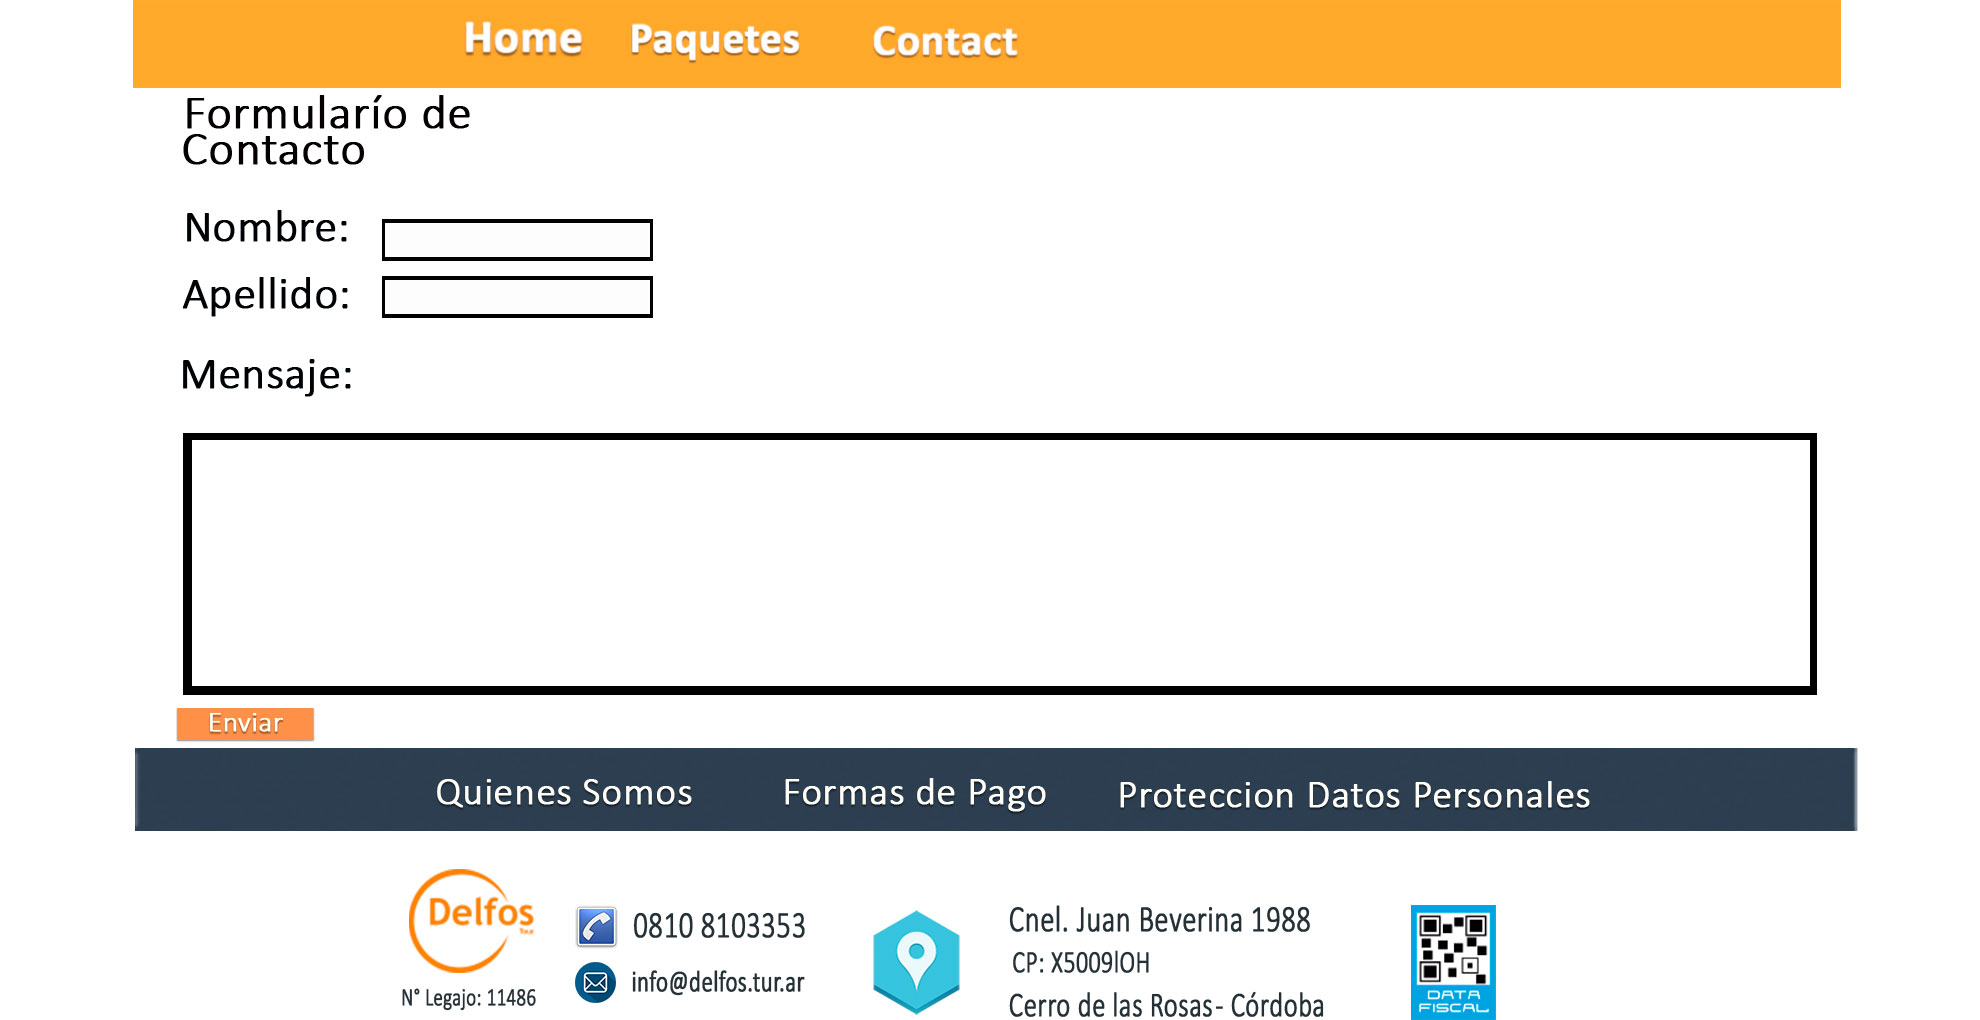 Home Paquetes Contact
Formularío de
Contacto
Nombre:
Apellido:
Mensaje:
Enviar
Quienes Somos Formas de Pago Proteccion Datos Personales
Delfos
Tour
N° Legajo: 11486
0810 8103353
info@delfos.tur.ar
Cnel. Juan Beverina 1988
CP: X5009lOH
Cerro de las Rosas- Córdoba
DATA
FISCAL